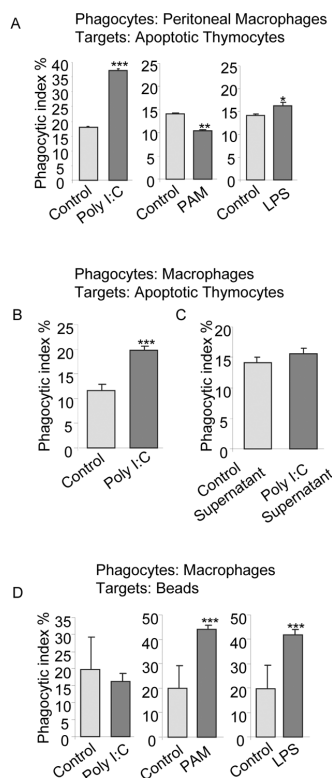 A
Phagocytes: Peritoneal Macrophages
Targets: Apoptotic Thymocytes
Phagocytic index %
40
35
30
25
20
15
10
5
0
***
Control
Poly I:C
25
20
15
10
5
0
**
Control
PAM
25
20
15
10
5
0
*
Control
LPS
Phagocytes: Macrophages
Targets: Apoptotic Thymocytes
B
Phagocytic index %
25
20
15
10
5
0
***
Control
Poly I:C
C
Phagocytic index %
20
15
10
5
0
Control
Supernatant
Poly I:C
Supernatant
Phagocytes: Macrophages
Targets: Beads
D
Phagocytic index %
35
30
25
20
15
10
5
0
Control
Poly I:C
50
40
30
20
10
0
***
Control
PAM
50
40
30
20
10
0
***
Control
LPS